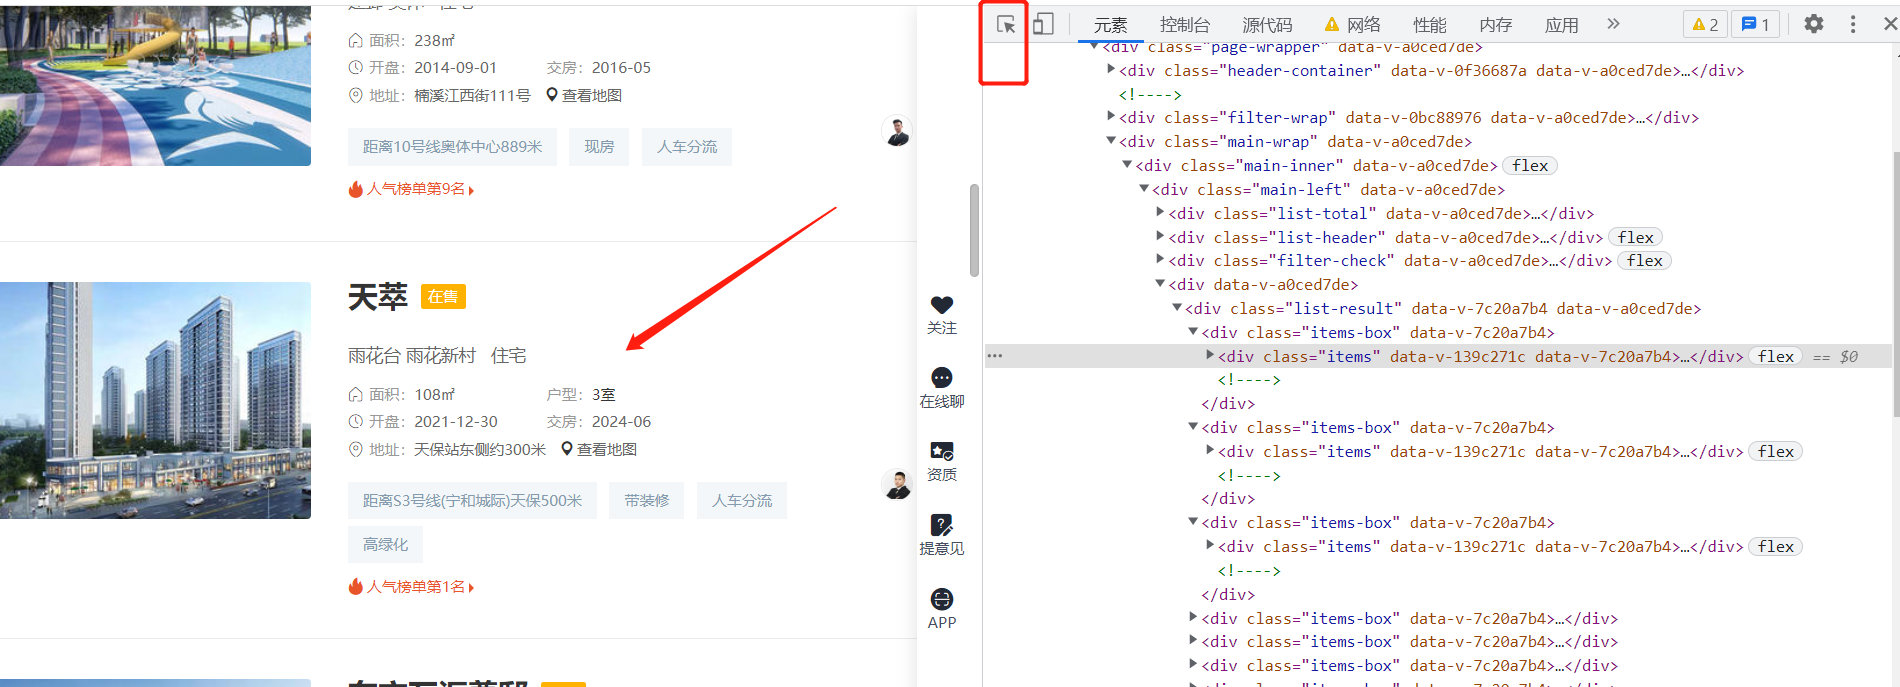 面积：238㎡
开盘：2014-09-01 交房：2016-05
地址：楠溪江西街111号 查看地图
距离10号线奥体中心889米 现房 人车分流
人气榜单第9名
天萃 在售
雨花台 雨花新村 住宅
面积：108㎡ 户型：3室
开盘：2021-12-30 交房：2024-06
地址：天保站东侧约300米 查看地图
距离S3号线(宁和城际)天保500米 带装修 人车分流
高绿化
人气榜单第1名
关注
在线聊
资质
提意见
APP
元素 控制台 源代码 网络 性能 内存 应用 » 2 1
<div class="page-wrapper" data-v-a0ced7de>
<div class="header-container" data-v-0f36687a data-v-a0ced7de>…</div>
<!---->
<div class="filter-wrap" data-v-0bc88976 data-v-a0ced7de>…</div>
<div class="main-wrap" data-v-a0ced7de>
<div class="main-inner" data-v-a0ced7de> flex
<div class="main-left" data-v-a0ced7de>
<div class="list-total" data-v-a0ced7de>…</div>
<div class="list-header" data-v-a0ced7de>…</div> flex
<div class="filter-check" data-v-a0ced7de>…</div> flex
<div data-v-a0ced7de>
<div class="list-result" data-v-7c20a7b4 data-v-a0ced7de>
<div class="items-box" data-v-7c20a7b4>
<div class="items" data-v-139c271c data-v-7c20a7b4>…</div> flex == $0
<!---->
</div>
<div class="items-box" data-v-7c20a7b4>
<div class="items" data-v-139c271c data-v-7c20a7b4>…</div> flex
<!---->
</div>
<div class="items-box" data-v-7c20a7b4>
<div class="items" data-v-139c271c data-v-7c20a7b4>…</div> flex
<!---->
</div>
<div class="items-box" data-v-7c20a7b4>…</div>
<div class="items-box" data-v-7c20a7b4>…</div>
<div class="items-box" data-v-7c20a7b4>…</div>